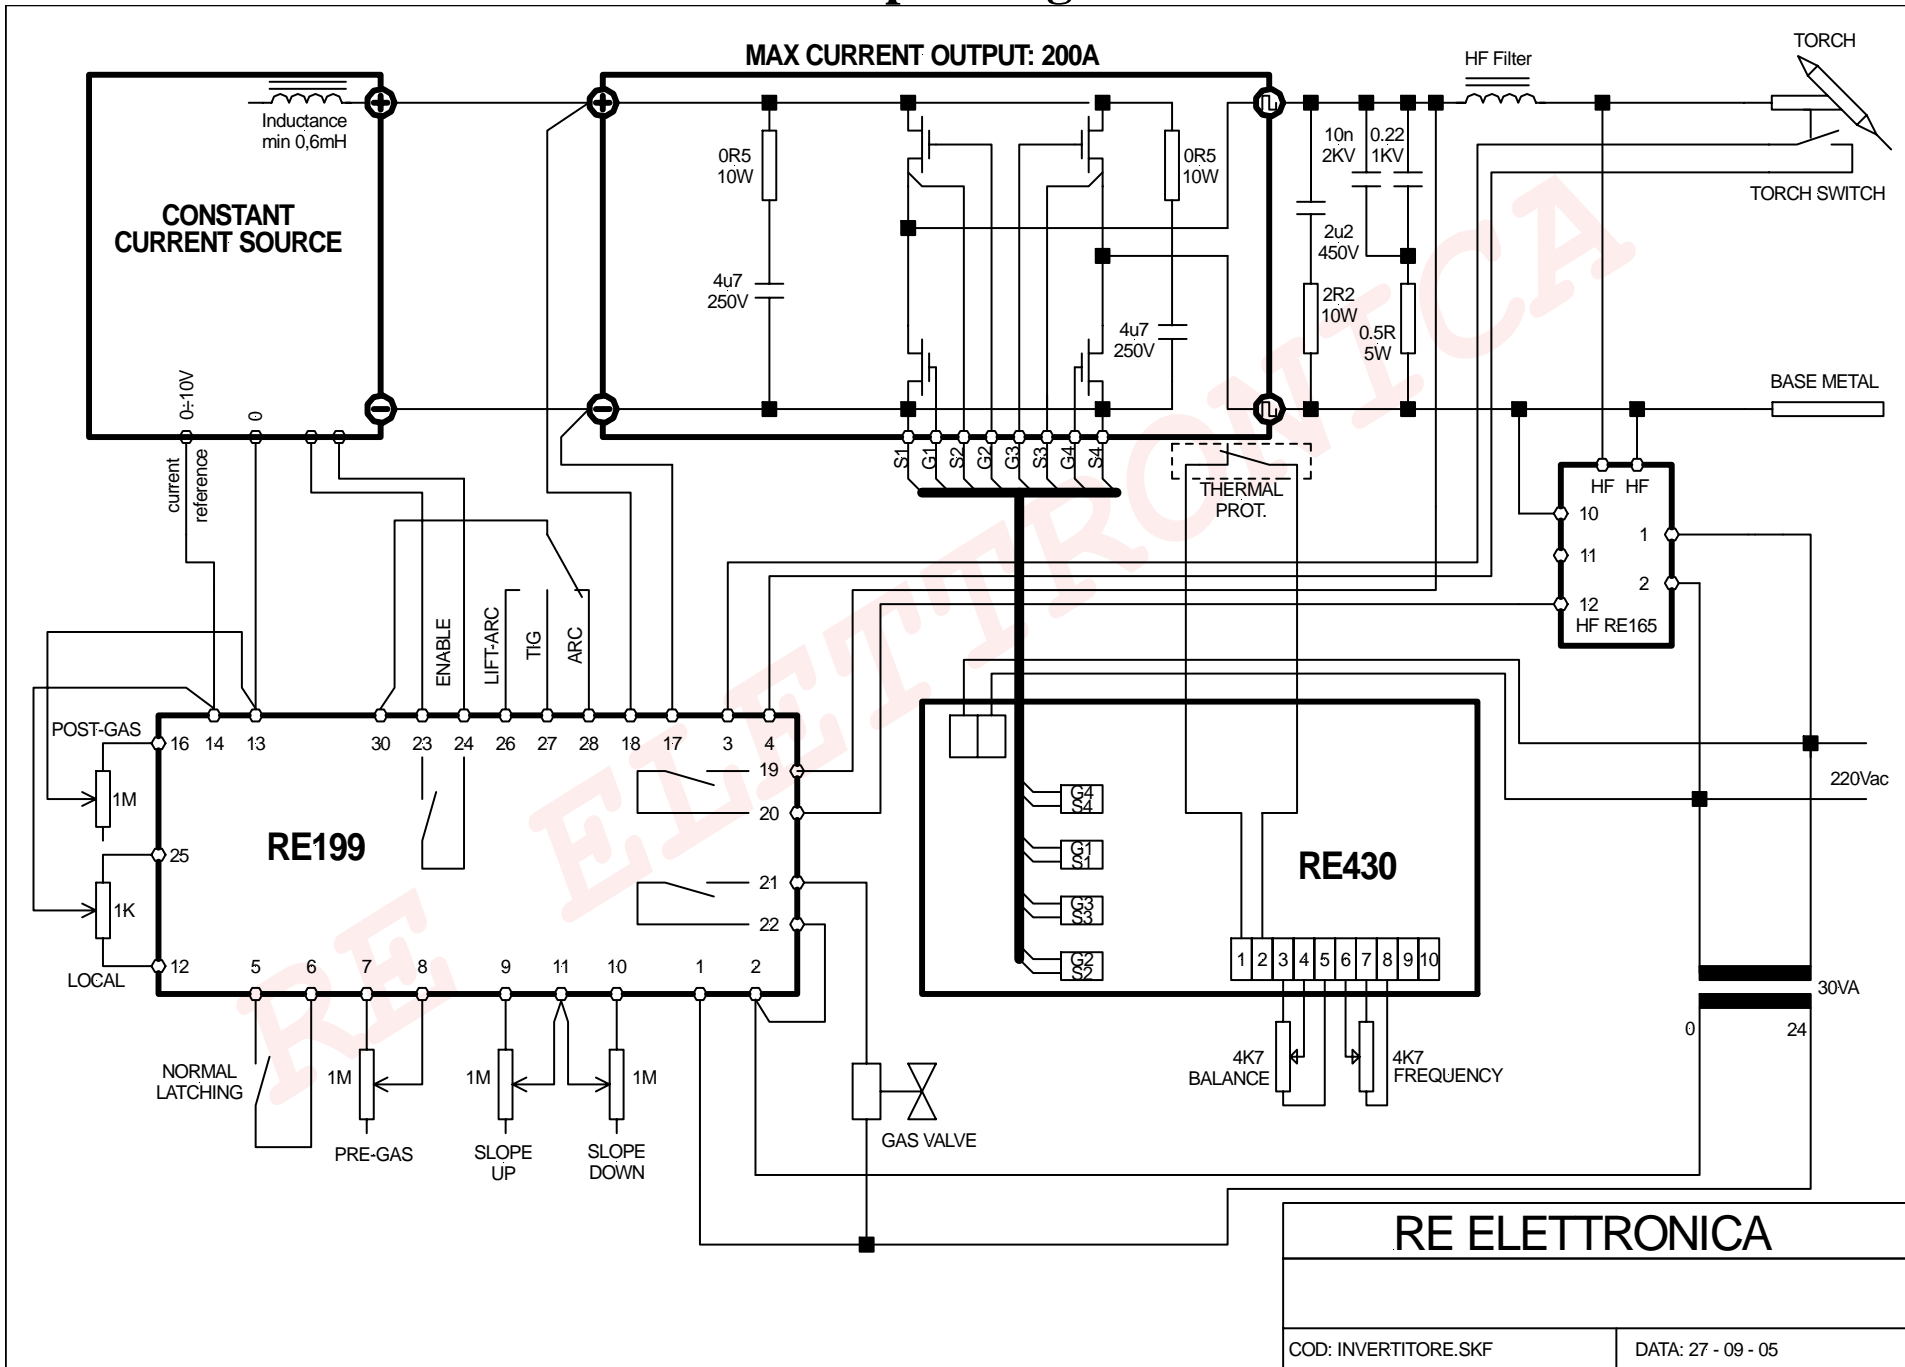 MAX CURRENT OUTPUT: 200A
TORCH
HF Filter
Inductance
min 0,6mH
10n
2KV
0.22
1KV
0R5
10W
0R5
10W
CONSTANT
CURRENT SOURCE
TORCH SWITCH
2u2
450V
4u7
250V
2R2
10W
4u7
250V
0.5R
5W
BASE METAL
0÷10V
0
current
reference
S1
G1
S2
G2
G3
S3
G4
S4
THERMAL
PROT.
HF HF
10
1
11
2
12
HF RE165
ENABLE
LIFT-ARC
TIG
ARC
POST-GAS
16 14 13 30 23 24 26 27 28 18 17 3 4
19
1M
20
220Vac
G4
S4
RE199
25
G1
S1
RE430
21
1K
G3
S3
22
LOCAL
12
5 6 7 8 9 11 10 1 2
G2
S2
1 2 3 4 5 6 7 8 9 10
30VA
0
24
NORMAL
LATCHING
1M
1M
1M
4K7
BALANCE
4K7
FREQUENCY
PRE-GAS
SLOPE
UP
SLOPE
DOWN
GAS VALVE
RE ELETTRONICA
RE ELETTRONICA
COD: INVERTITORE.SKF
DATA: 27 - 09 - 05